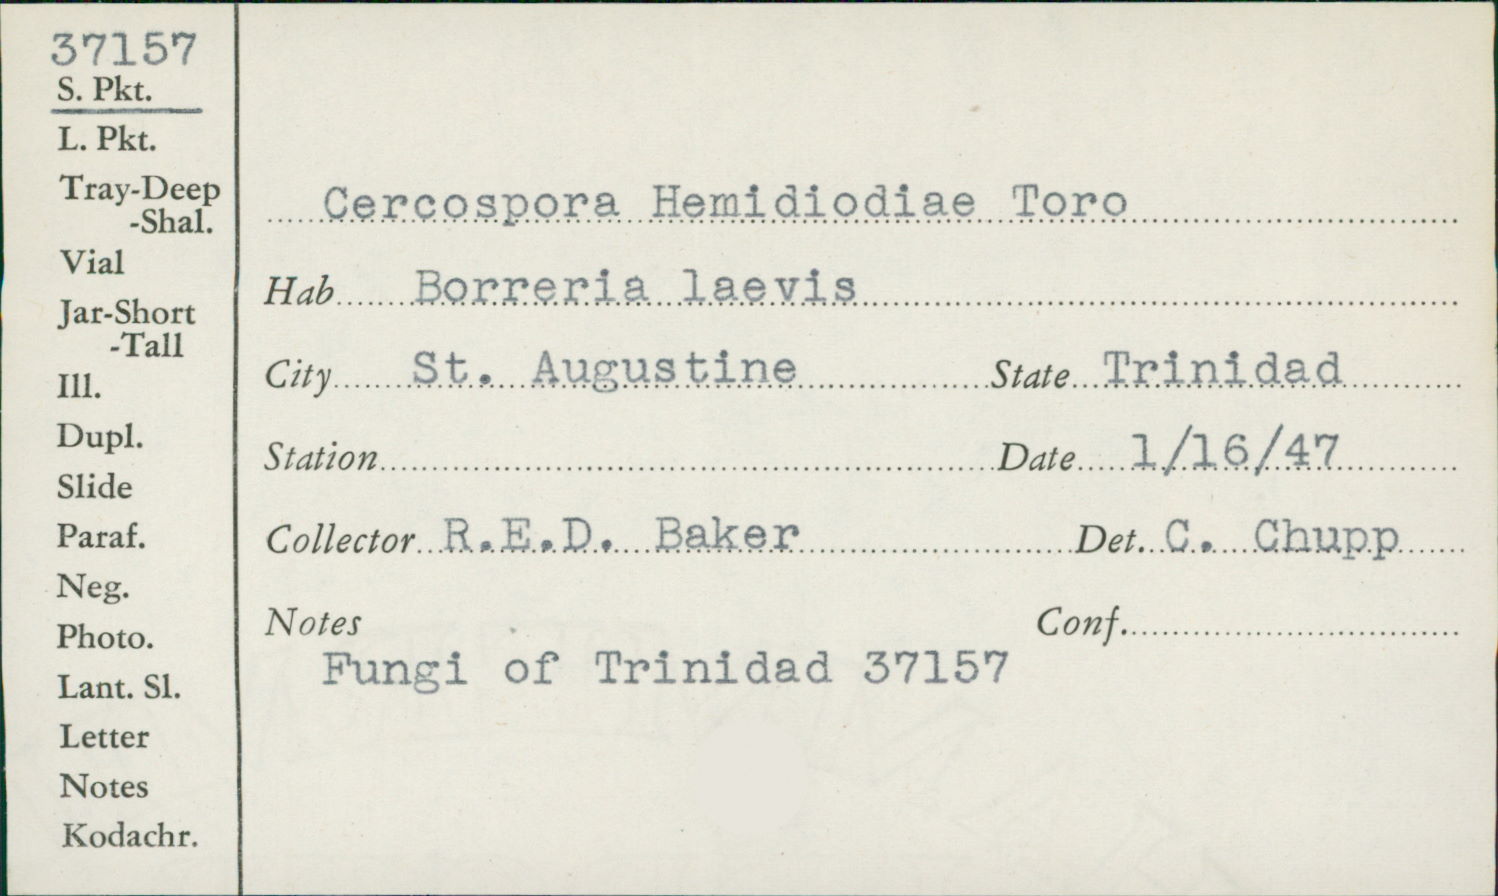 37157
S. Pkt.
L. Pkt.
Tray-Deep
-Shal.
Vial
Jar-Short
-Tall
Ill.
Dupl.
Slide
Paraf.
Neg.
Photo.
Lant. Sl.
Letter
Notes
Kodachr.
Cercospora Hemidiodiae Toro
Hab Borreria laevis
City St. Augustine State Trinidad
Station Date 1/16/47
Collector R.E.D. Baker Det. C. Chupp
Notes Conf.
Fungi of Trinidad 37157